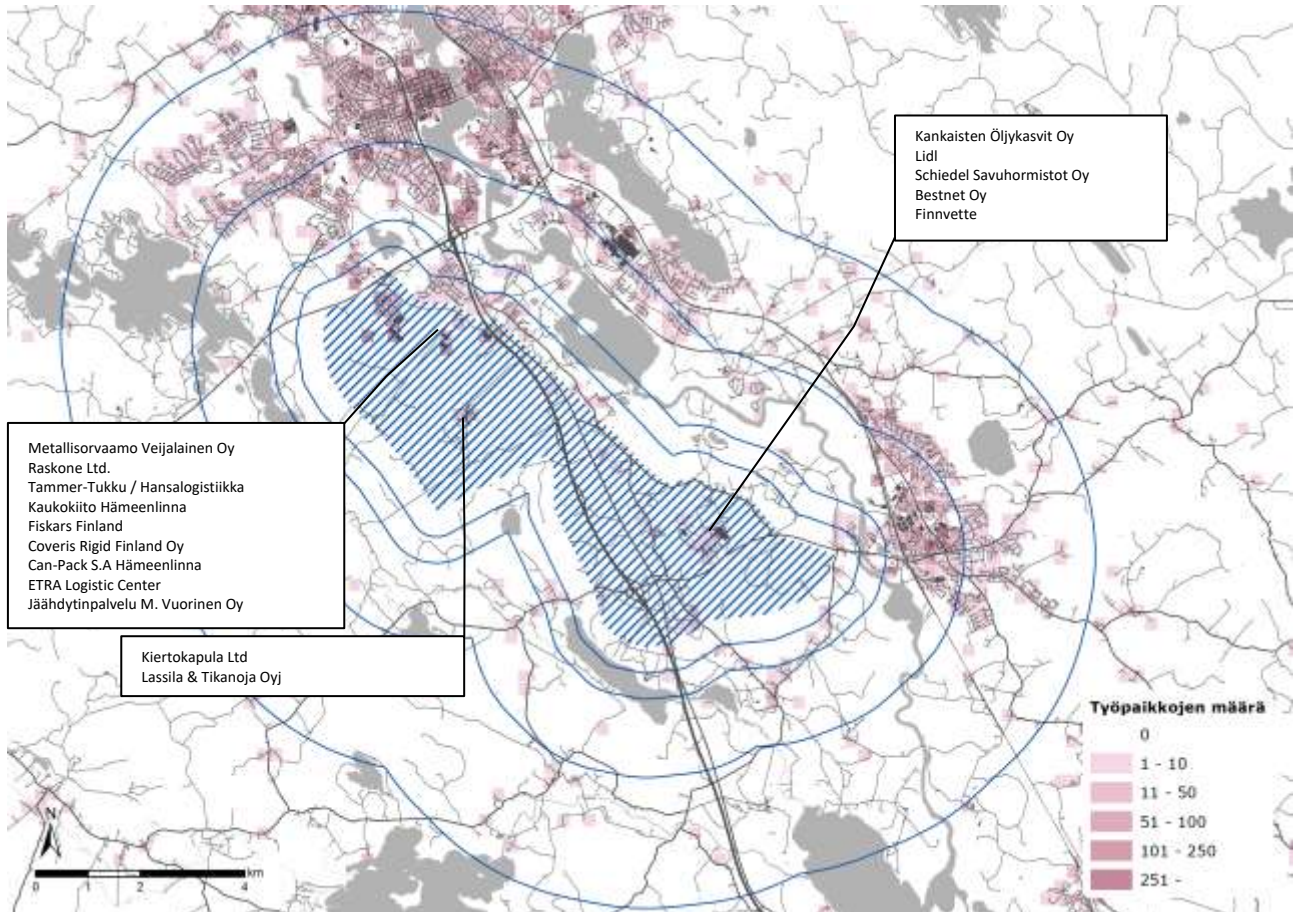 Kankaisten Öljykasvit Oy
Lidl
Schiedel Savuhormistot Oy
Bestnet Oy
Finnvette
Metallisorvaamo Veijalainen Oy
Raskone Ltd.
Tammer-Tukku / Hansalogistiikka
Kaukokiito Hämeenlinna
Fiskars Finland
Coveris Rigid Finland Oy
Can-Pack S.A Hämeenlinna
ETRA Logistic Center
Jäähdytinpalvelu M. Vuorinen Oy
Kiertokapula Ltd
Lassila & Tikanoja Oyj
Työpaikkojen määrä
0
1 - 10
11 - 50
51 - 100
101 - 250
251 -
N
km
0 1 2 4